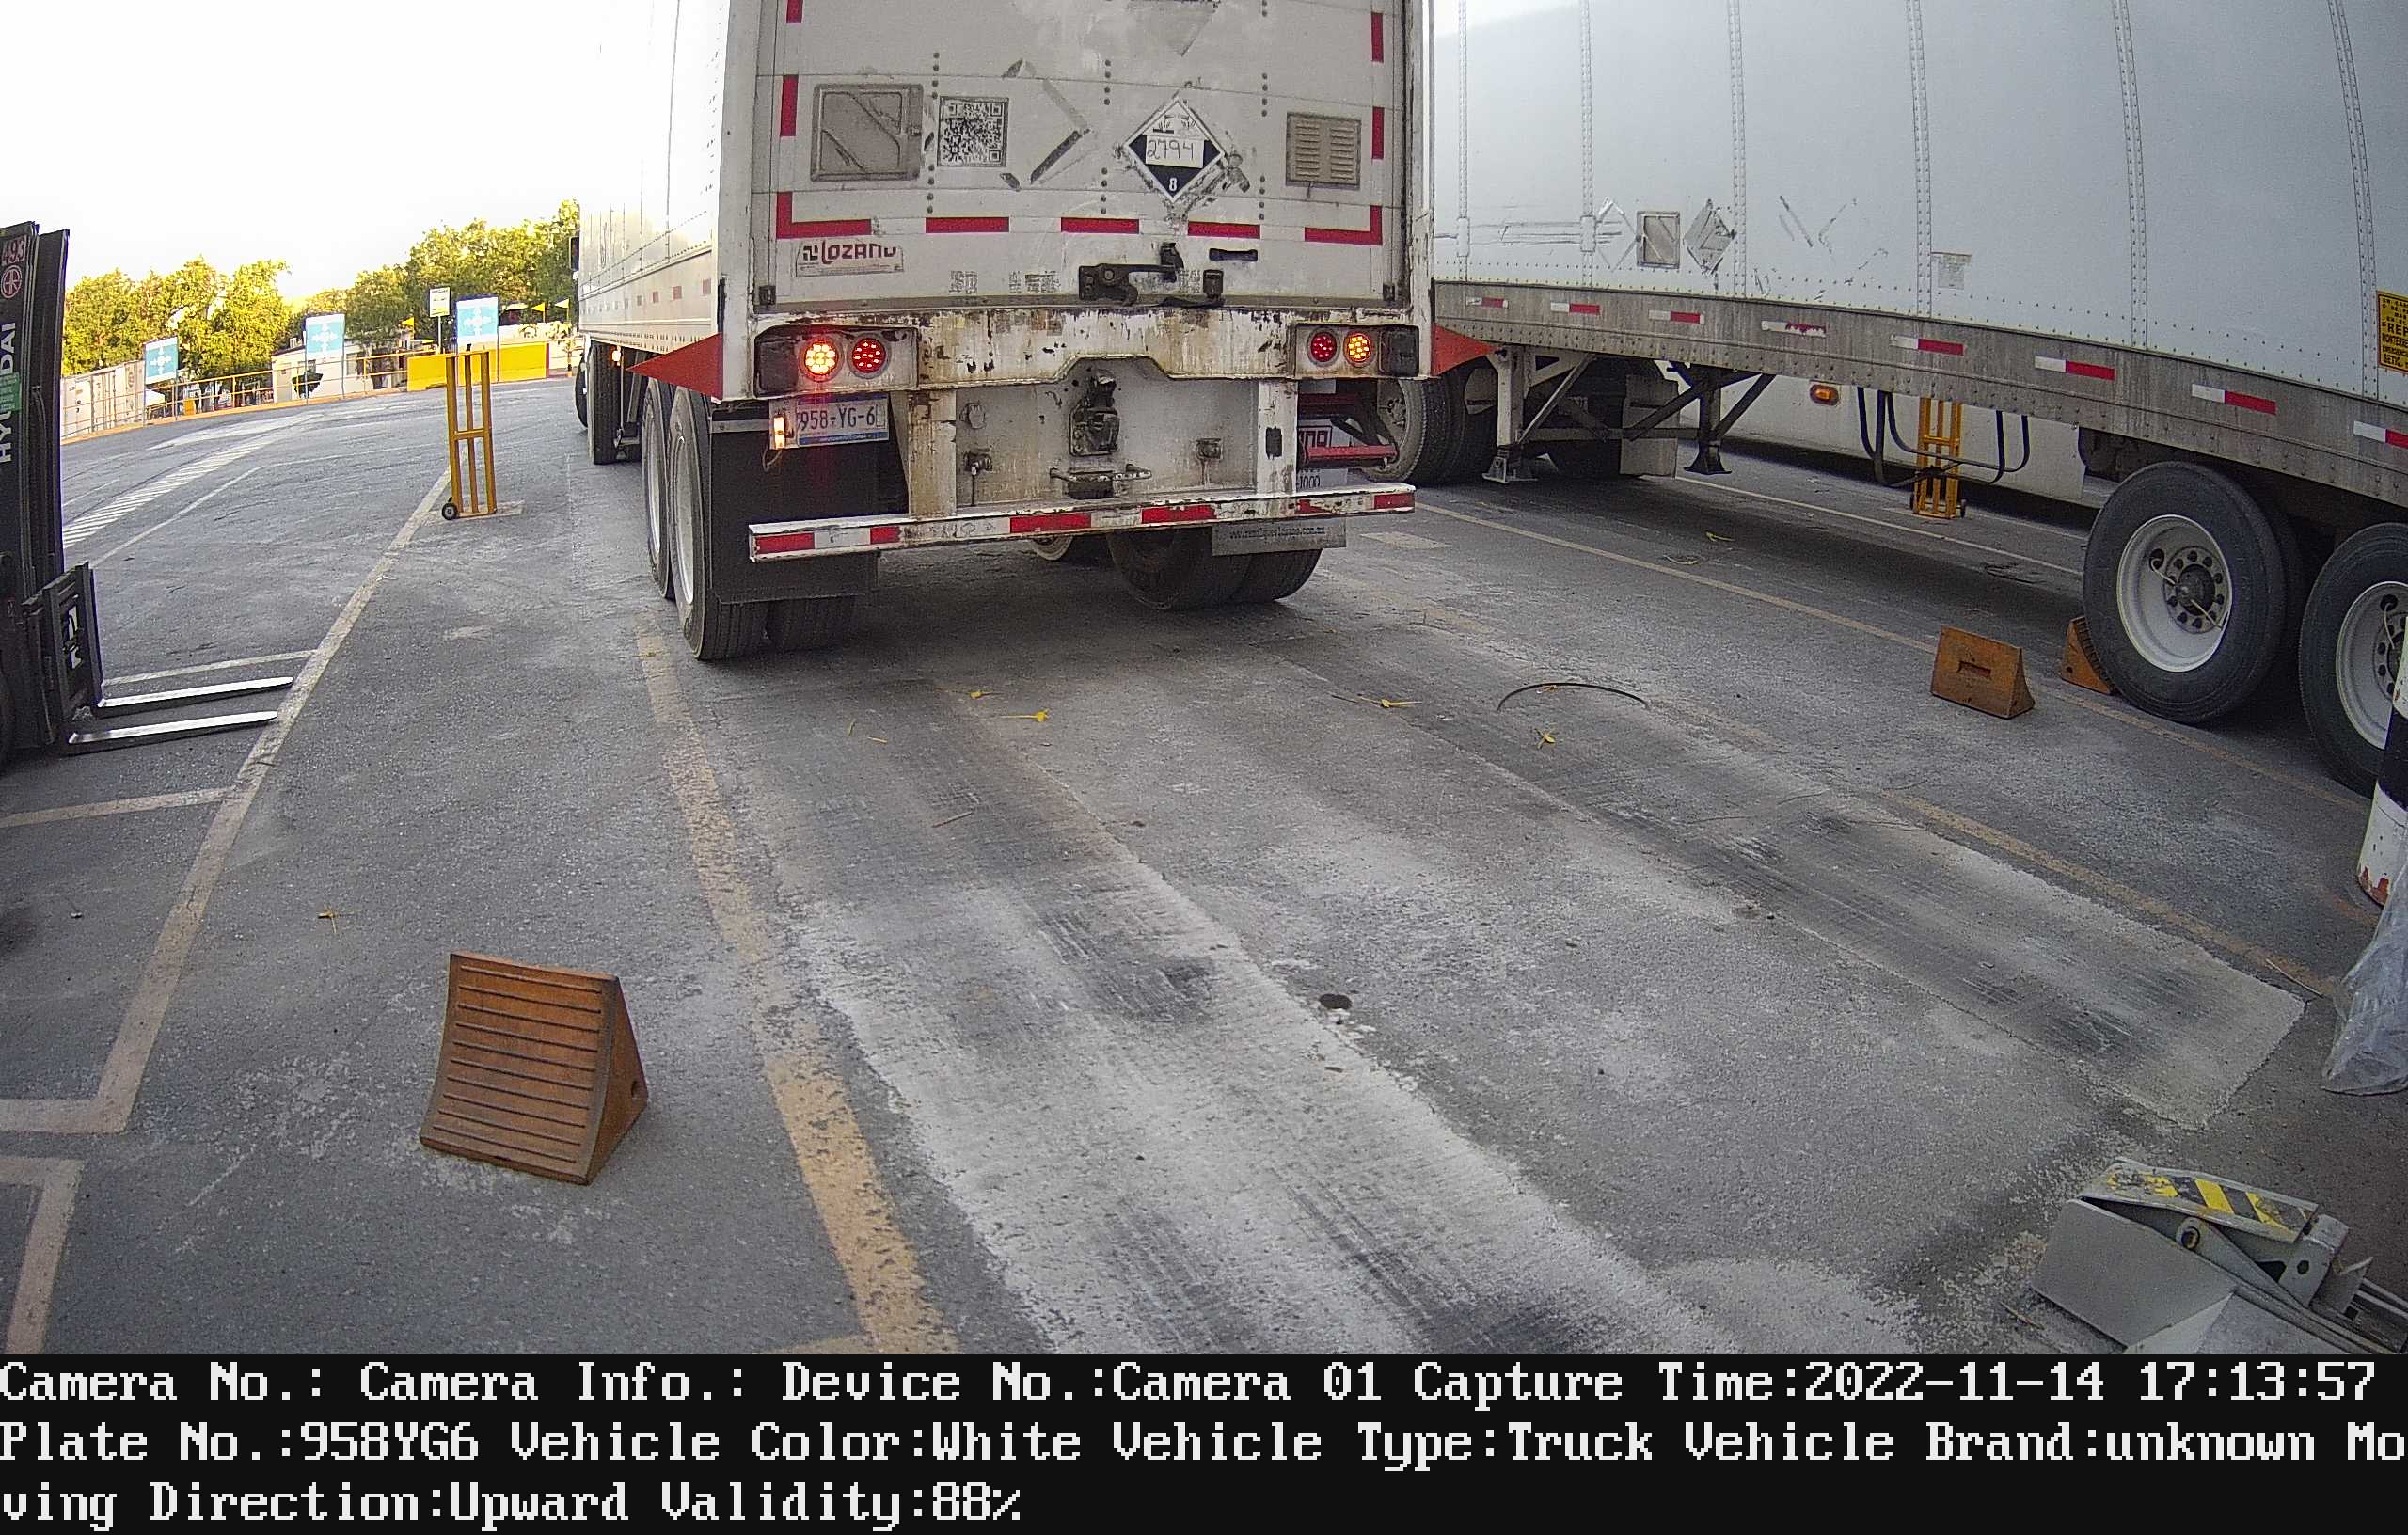 493
HYUNDAI
2794
8
LOZANO
958-YG-6
Camera No.: Camera Info.: Device No.:Camera 01 Capture Time:2022-11-14 17:13:57
Plate No.:958YG6 Vehicle Color:White Vehicle Type:Truck Vehicle Brand:unknown Mo
ving Direction:Upward Validity:88%